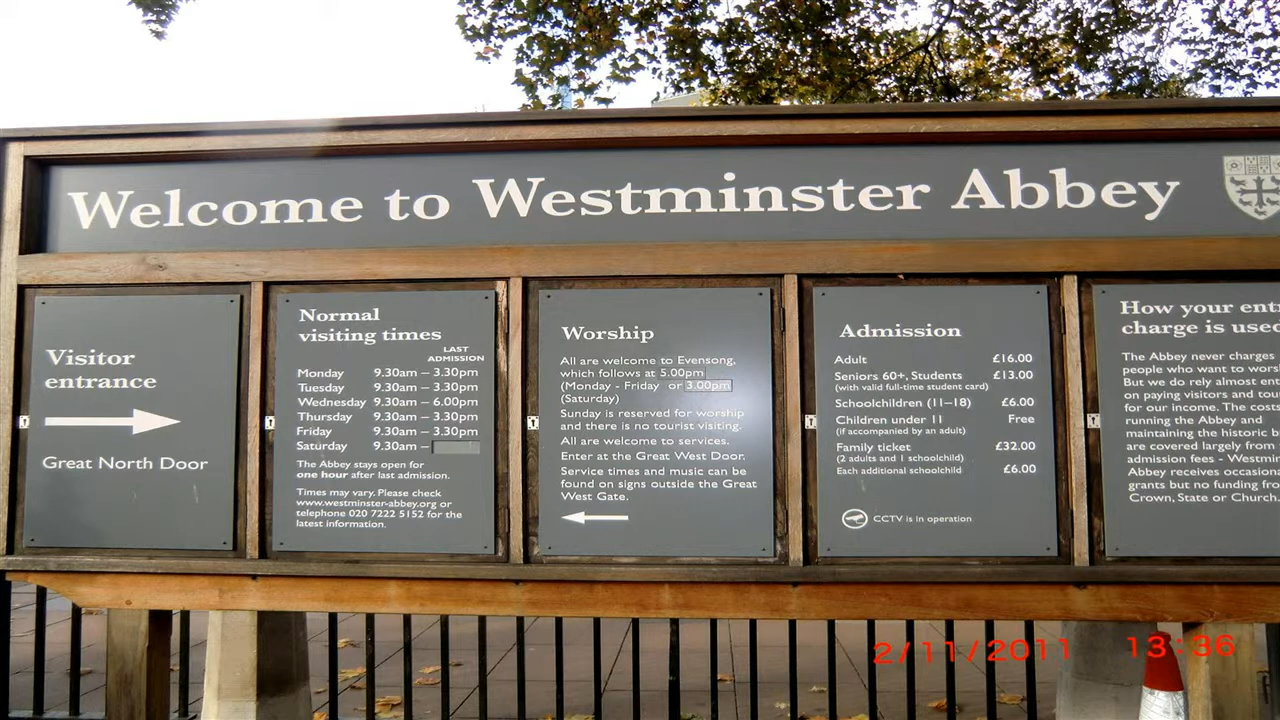 Welcome to Westminster Abbey
Visitor
entrance
Great North Door
Normal
visiting times
LAST
ADMISSION
Monday 9.30am – 3.30pm
Tuesday 9.30am – 3.30pm
Wednesday 9.30am – 6.00pm
Thursday 9.30am – 3.30pm
Friday 9.30am – 3.30pm
Saturday 9.30am –
The Abbey stays open for
one hour after last admission.
Times may vary. Please check
www.westminster-abbey.org or
telephone 020 7222 5152 for the
latest information.
Worship
All are welcome to Evensong,
which follows at 5.00pm
(Monday - Friday or 3.00pm
(Saturday)
Sunday is reserved for worship
and there is no tourist visiting.
All are welcome to services.
Enter at the Great West Door.
Service times and music can be
found on signs outside the Great
West Gate.
Admission
Adult £16.00
Seniors 60+, Students £13.00
(with valid full-time student card)
Schoolchildren (11–18) £6.00
Children under 11 Free
(if accompanied by an adult)
Family ticket £32.00
(2 adults and 1 schoolchild)
Each additional schoolchild £6.00
CCTV is in operation
How your
charge is
The Abbey never charges
people who want to
But we do rely almost
on paying visitors and
for our income. The
running the Abbey and
maintaining the historic
are covered largely from
admission fees -
Abbey receives
grants but no funding
Crown, State or Church.
2/11/2011 13:36